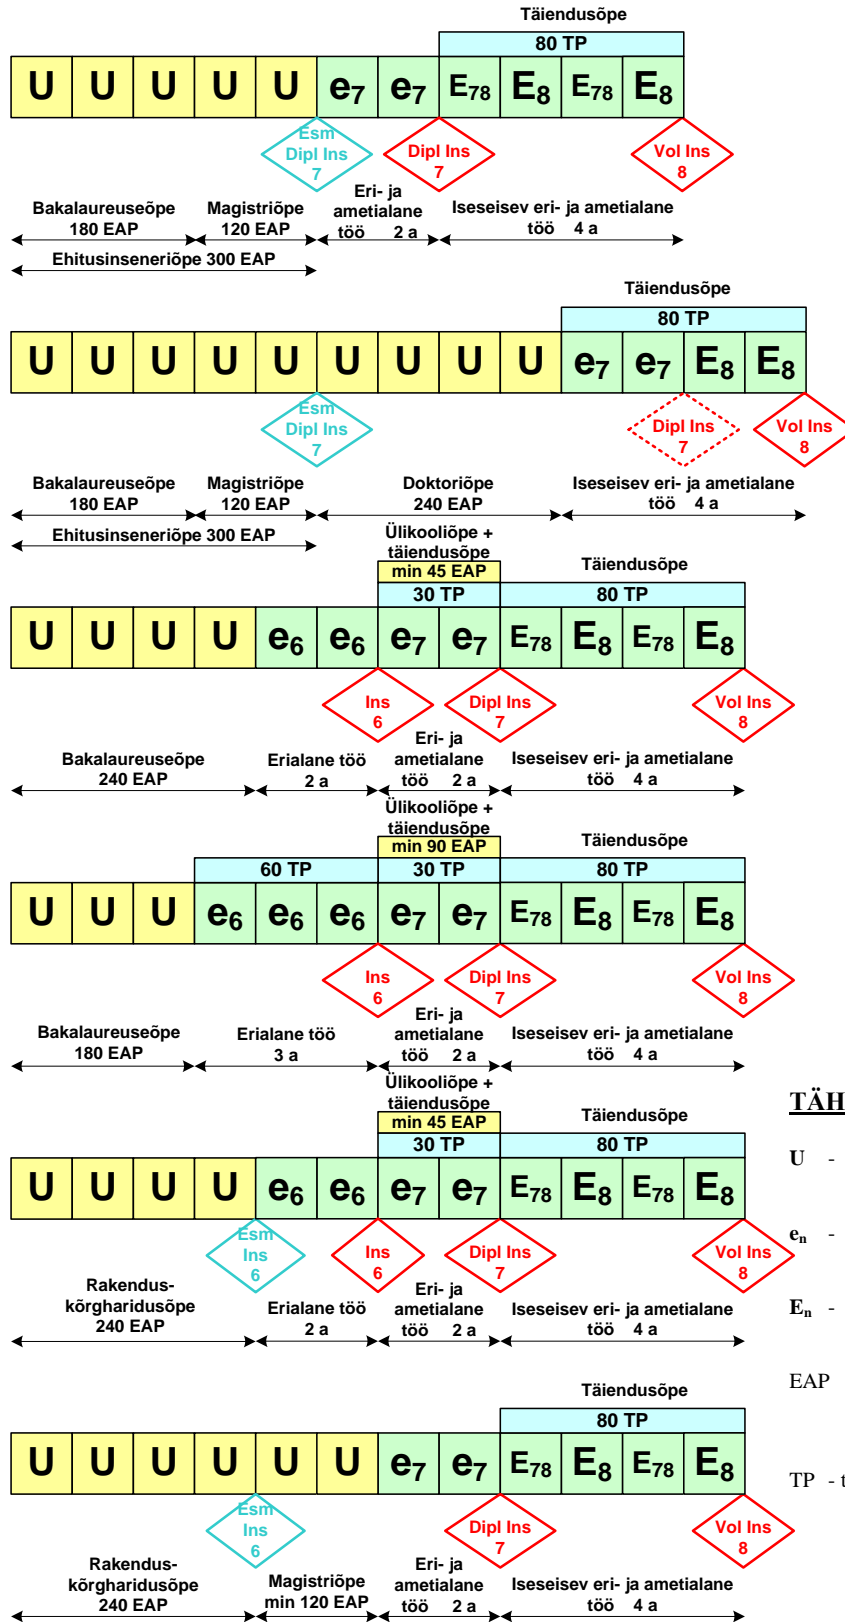 Täiendusõpe
80 TP
U U U U U e7 e7 E78 E8 E78 E8
Esm
Dipl Ins
7
Dipl Ins
7
Vol Ins
8
Bakalaureuseõpe
180 EAP
Magistriõpe
120 EAP
Eri- ja
ametialane
töö 2 a
Iseseisev eri- ja ametialane
töö 4 a
Ehitusinseneriõpe 300 EAP
Täiendusõpe
80 TP
U U U U U U U U U e7 e7 E8 E8
Esm
Dipl Ins
7
Dipl Ins
7
Vol Ins
8
Bakalaureuseõpe
180 EAP
Magistriõpe
120 EAP
Doktoriõpe
240 EAP
Iseseisev eri- ja ametialane
töö 4 a
Ehitusinseneriõpe 300 EAP
Ülikooliõpe +
täiendusõpe
min 45 EAP
30 TP
Täiendusõpe
80 TP
U U U U e6 e6 e7 e7 E78 E8 E78 E8
Ins
6
Dipl Ins
7
Vol Ins
8
Bakalaureuseõpe
240 EAP
Erialane töö
2 a
Eri- ja
ametialane
töö 2 a
Iseseisev eri- ja ametialane
töö 4 a
Ülikooliõpe +
täiendusõpe
min 90 EAP
60 TP
30 TP
Täiendusõpe
80 TP
U U U e6 e6 e6 e7 e7 E78 E8 E78 E8
Ins
6
Dipl Ins
7
Vol Ins
8
Bakalaureuseõpe
180 EAP
Erialane töö
3 a
Eri- ja
ametialane
töö 2 a
Iseseisev eri- ja ametialane
töö 4 a
Ülikooliõpe +
täiendusõpe
min 45 EAP
30 TP
Täiendusõpe
80 TP
U U U U e6 e6 e7 e7 E78 E8 E78 E8
Esm
Ins
6
Ins
6
Dipl Ins
7
Vol Ins
8
Rakendus-
kõrgharidusõpe
240 EAP
Erialane töö
2 a
Eri- ja
ametialane
töö 2 a
Iseseisev eri- ja ametialane
töö 4 a
Täiendusõpe
80 TP
U U U U U U e7 e7 E78 E8 E78 E8
Esm
Ins
6
Dipl Ins
7
Vol Ins
8
Rakendus-
kõrgharidusõpe
240 EAP
Magistriõpe
min 120 EAP
Eri- ja
ametialane
töö 2 a
Iseseisev eri- ja ametialane
töö 4 a
TÄH
U -
en -
En -
EAP
TP - t